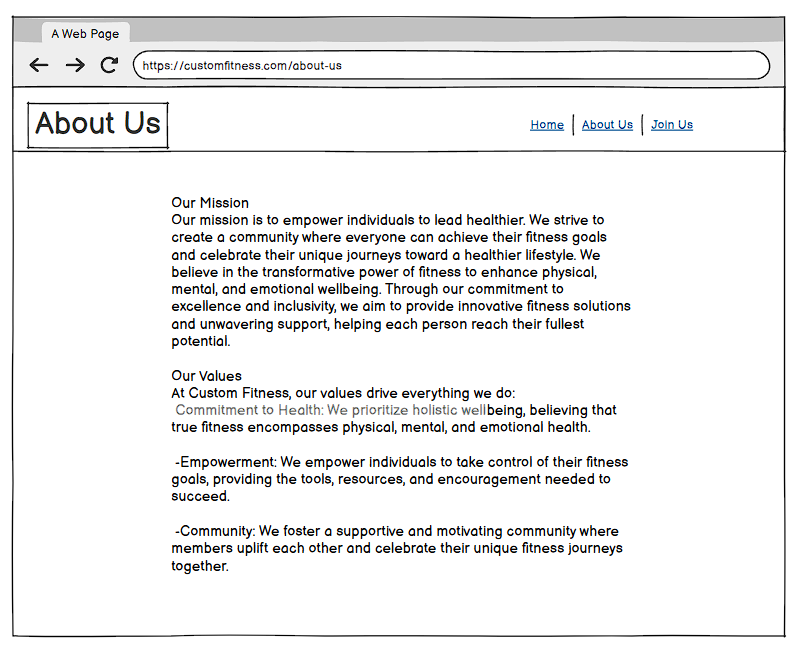 A Web Page
https://customfitness.com/about-us
About Us
Home | About Us | Join Us
Our Mission
Our mission is to empower individuals to lead healthier. We strive to
create a community where everyone can achieve their fitness goals
and celebrate their unique journeys toward a healthier lifestyle. We
believe in the transformative power of fitness to enhance physical,
mental, and emotional wellbeing. Through our commitment to
excellence and inclusivity, we aim to provide innovative fitness solutions
and unwavering support, helping each person reach their fullest
potential.
Our Values
At Custom Fitness, our values drive everything we do:
Commitment to Health: We prioritize holistic wellbeing, believing that
true fitness encompasses physical, mental, and emotional health.
-Empowerment: We empower individuals to take control of their fitness
goals, providing the tools, resources, and encouragement needed to
succeed.
-Community: We foster a supportive and motivating community where
members uplift each other and celebrate their unique fitness journeys
together.